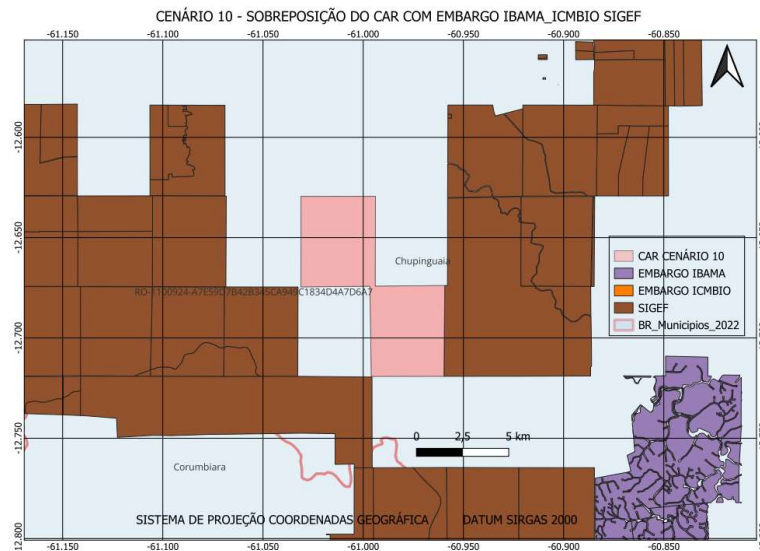 CENÁRIO 10 - SOBREPOSIÇÃO DO CAR COM EMBARGO IBAMA_ICMBIO SIGEF
-61.150 -61.100 -61.050 -61.000 -60.950 -60.900 -60.850
-12.600
-12.650
Chupinguaia
CAR CENÁRIO 10
EMBARGO IBAMA
EMBARGO ICMBIO
SIGEF
BR_Municipios_2022
-12.700
-12.750
0 2,5 5 km
Corumbiara
SISTEMA DE PROJEÇÃO COORDENADAS GEOGRÁFICA DATUM SIRGAS 2000
-12.800
-61.150 -61.100 -61.050 -61.000 -60.950 -60.900 -60.850